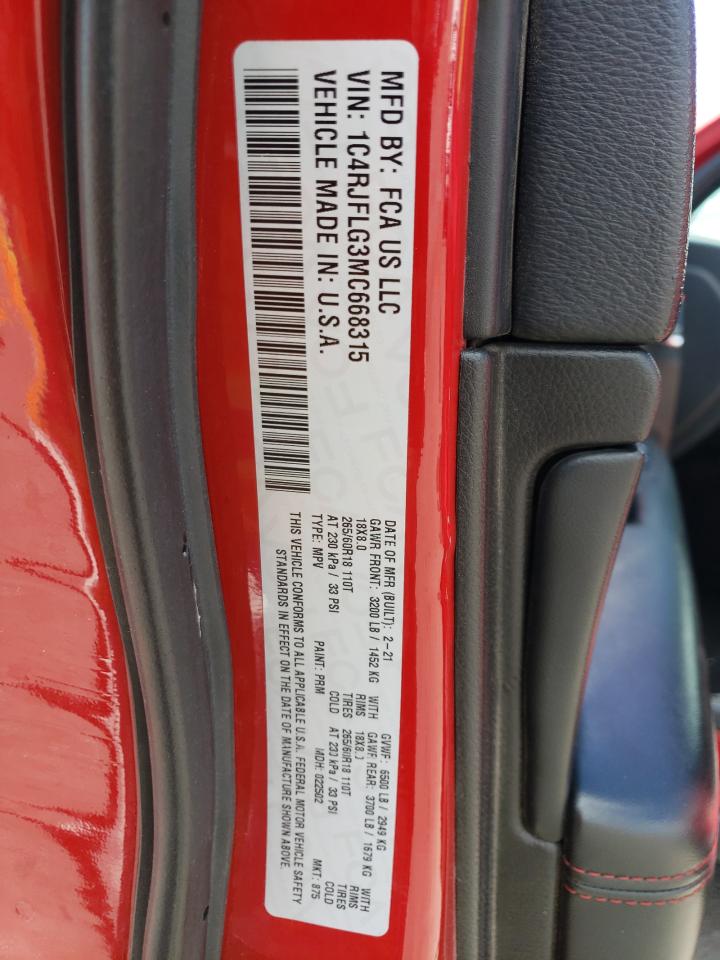 MFD BY: FCA US LLC
VIN: 1C4RJFLG3MC668315
VEHICLE MADE IN: U.S.A.
DATE OF MFR (BUILT): 2-21 GVWR: 6500 LB / 2949 KG
GAWR FRONT: 3200 LB / 1452 KG WITH GAWR REAR: 3700 LB / 1679 KG WITH
18X8.0 RIMS 18X8.0 RIMS
265/60R18 110T TIRES 265/60R18 110T TIRES
AT 230 kPa / 33 PSI COLD AT 230 kPa / 33 PSI COLD
TYPE: MPV PAINT: PRM MDH: 022502 MKT: 875
THIS VEHICLE CONFORMS TO ALL APPLICABLE U.S.A. FEDERAL MOTOR VEHICLE SAFETY
STANDARDS IN EFFECT ON THE DATE OF MANUFACTURE SHOWN ABOVE.